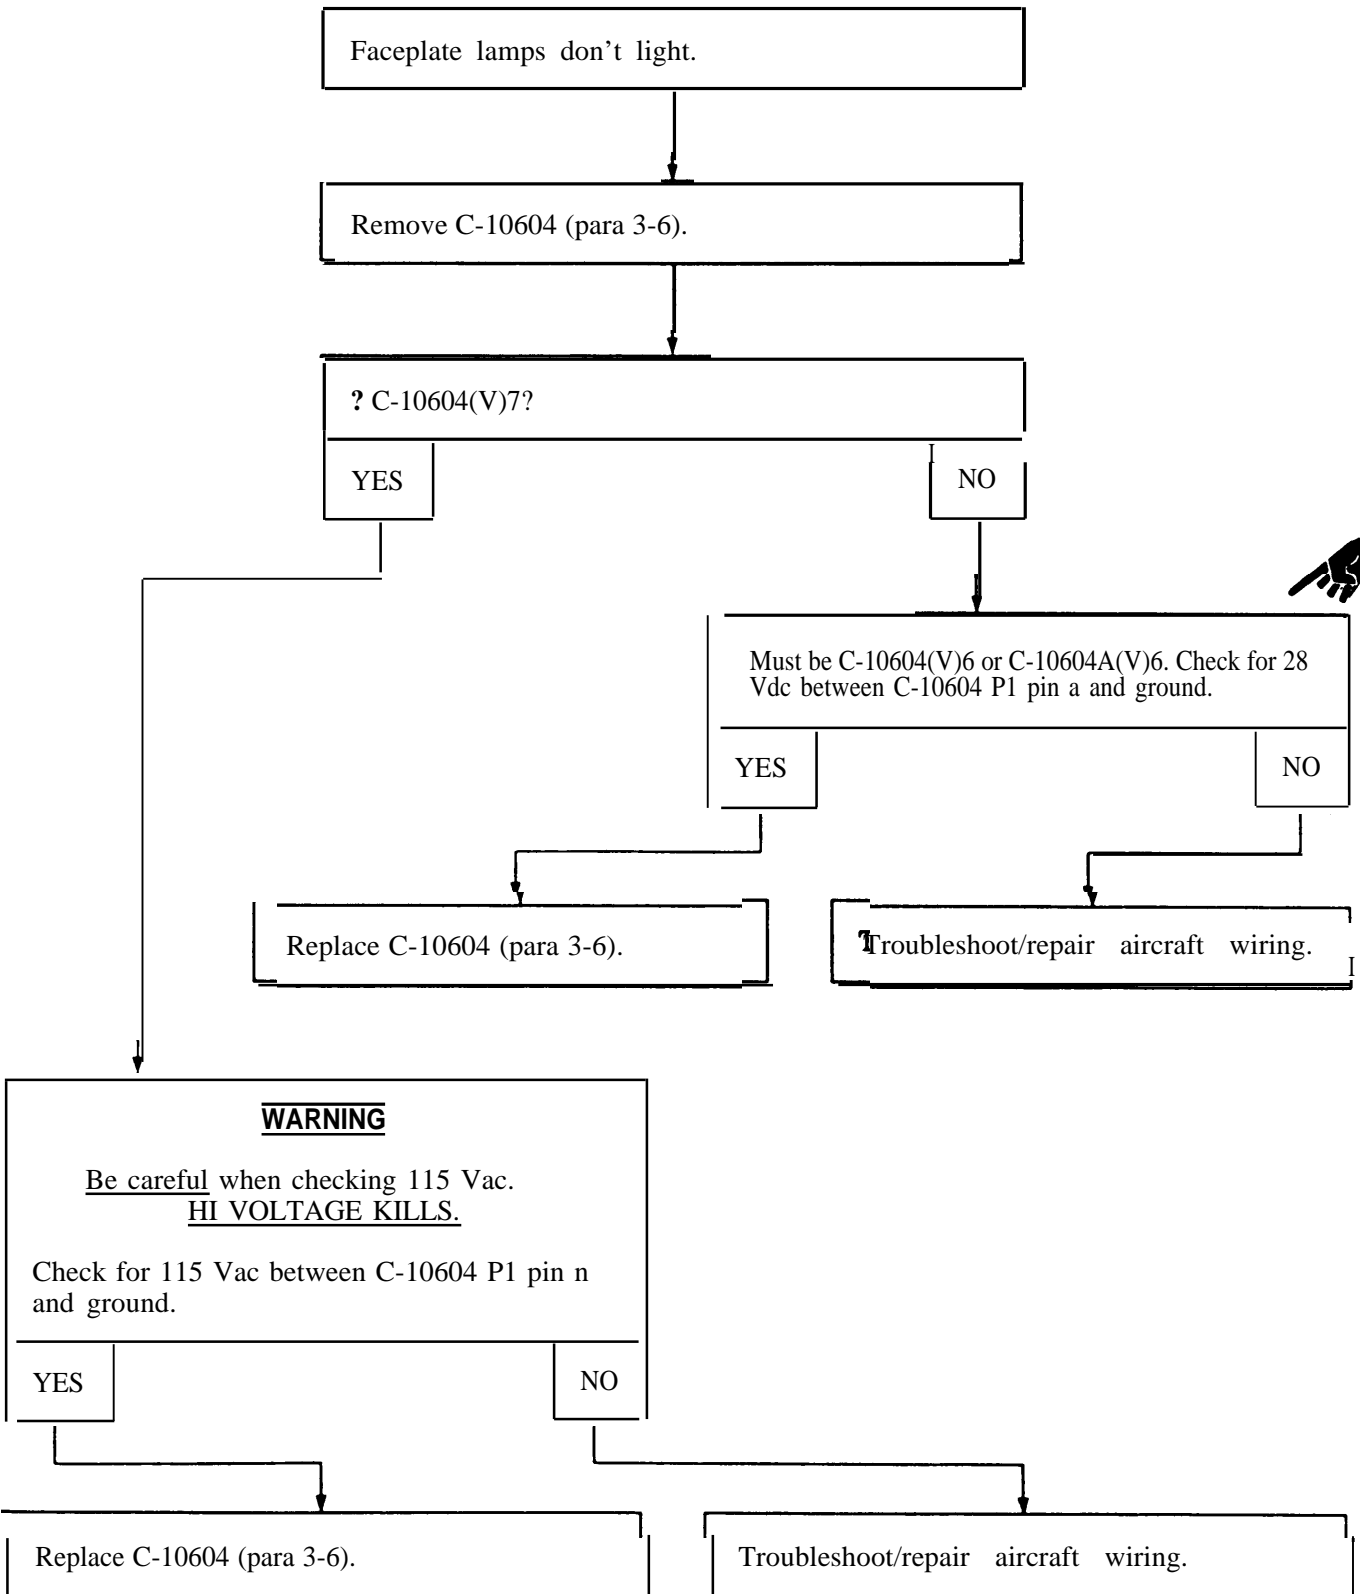 Faceplate lamps don't light.
Remove C-10604 (para 3-6).
? C-10604(V)7?
YES
NO
Must be C-10604(V)6 or C-10604A(V)6. Check for 28
Vdc between C-10604 P1 pin a and ground.
YES
NO
Replace C-10604 (para 3-6).
Troubleshoot/repair aircraft wiring.
WARNING
Be careful when checking 115 Vac.
HI VOLTAGE KILLS.
Check for 115 Vac between C-10604 P1 pin n
and ground.
YES
NO
Replace C-10604 (para 3-6).
Troubleshoot/repair aircraft wiring.